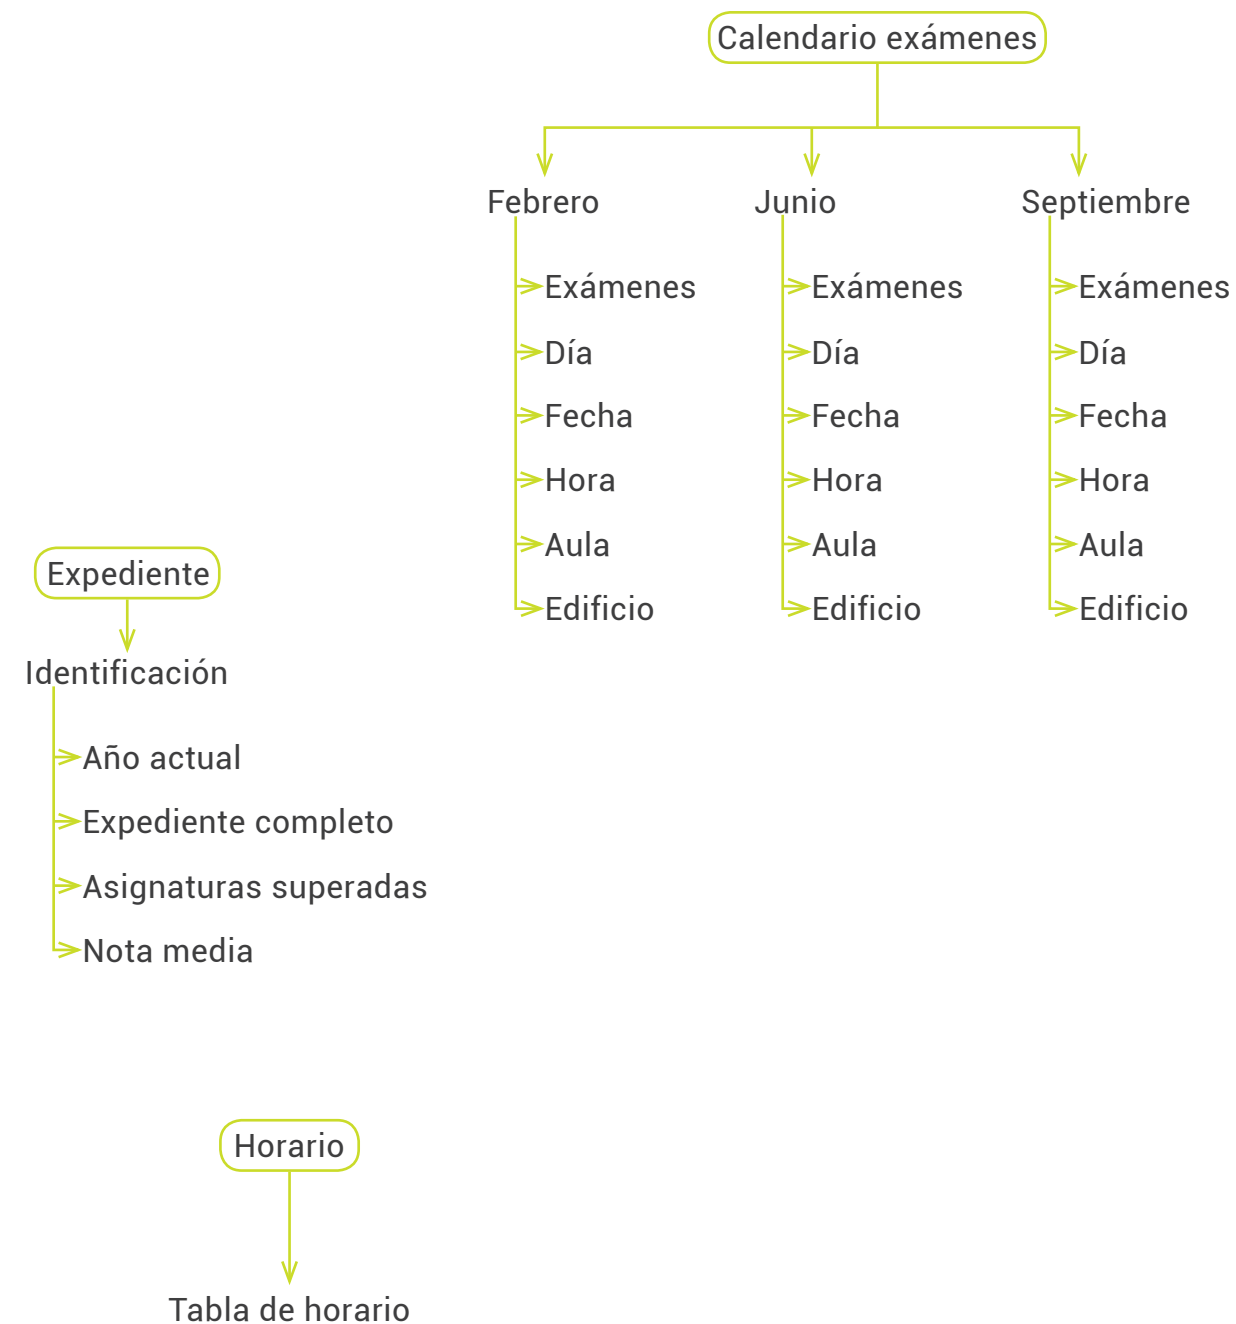 Calendario exámenes
Febrero
Exámenes
Día
Fecha
Hora
Aula
Edificio
Junio
Exámenes
Día
Fecha
Hora
Aula
Edificio
Septiembre
Exámenes
Día
Fecha
Hora
Aula
Edificio
Expediente
Identificación
Año actual
Expediente completo
Asignaturas superadas
Nota media
Horario
Tabla de horario